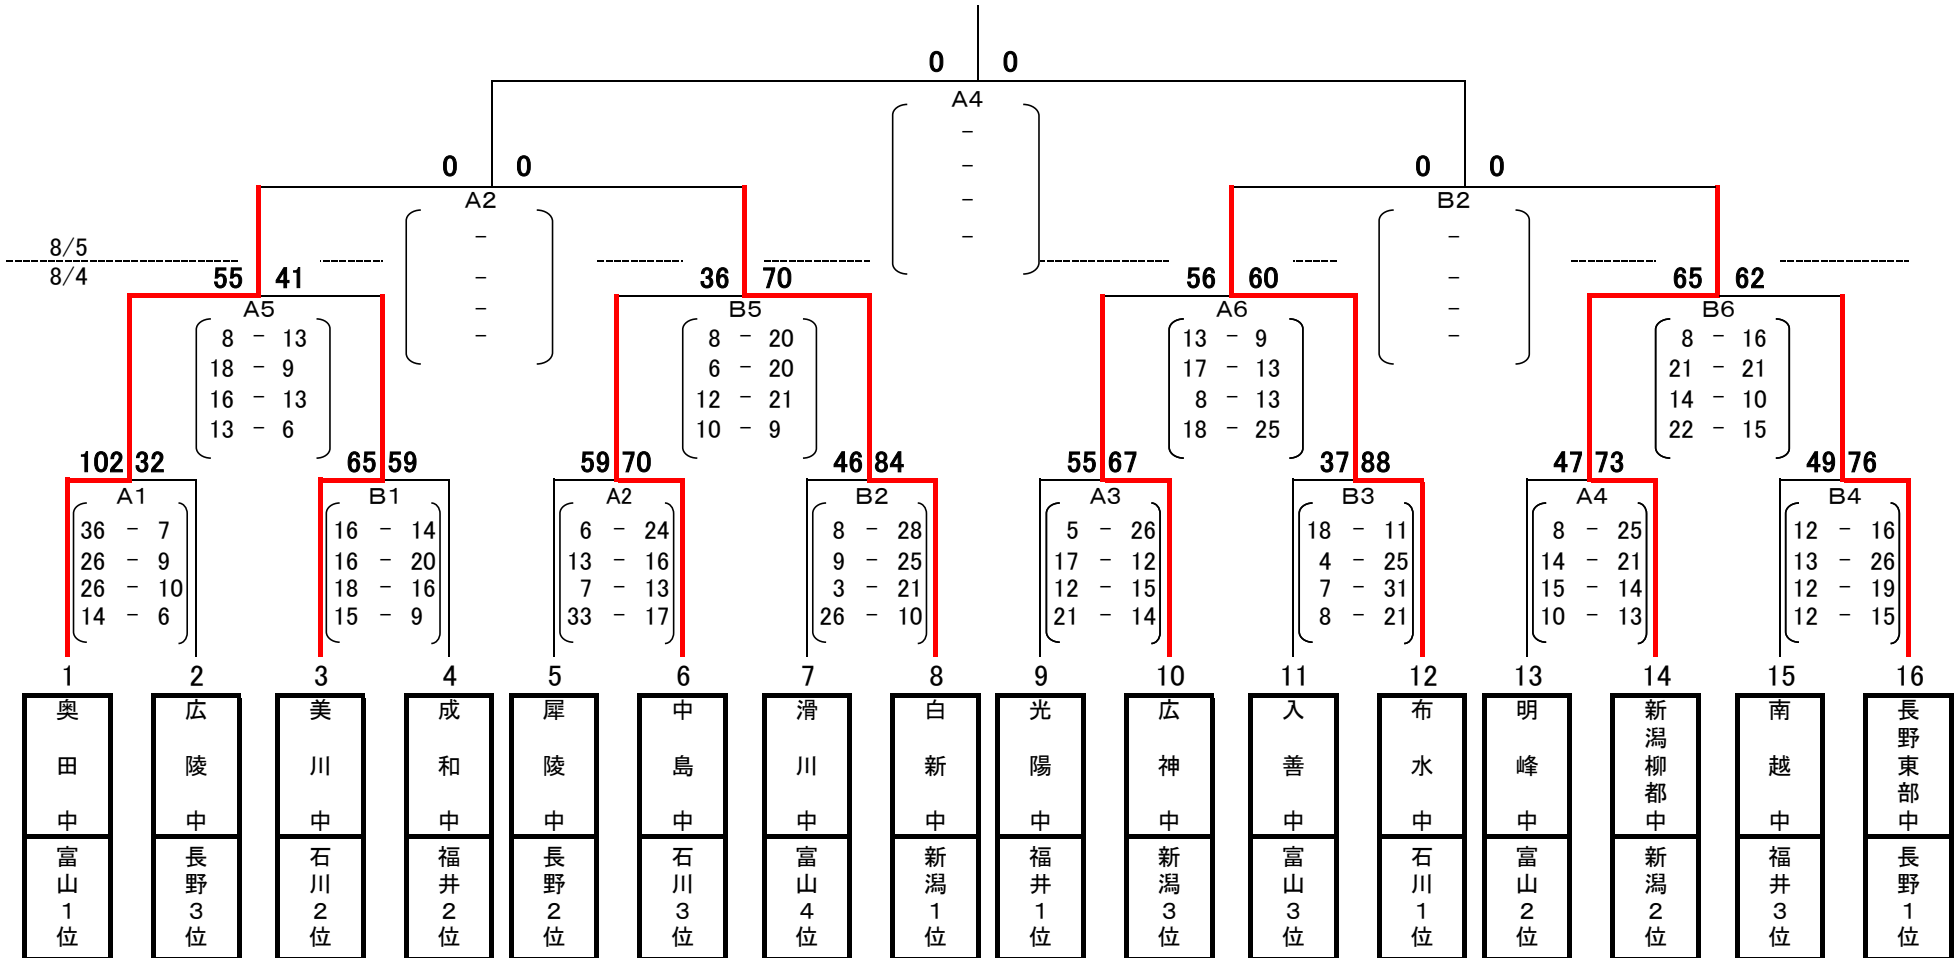 0 0
A4
-
-
-
-
0 0
A2
-
-
-
-
0 0
B2
-
-
-
-
8/5
8/4
55 41
A5
8 - 13
18 - 9
16 - 13
13 - 6
36 70
B5
8 - 20
6 - 20
12 - 21
10 - 9
56 60
A6
13 - 9
17 - 13
8 - 13
18 - 25
65 62
B6
8 - 16
21 - 21
14 - 10
22 - 15
102 32
A1
36 - 7
26 - 9
26 - 10
14 - 6
65 59
B1
16 - 14
16 - 20
18 - 16
15 - 9
59 70
A2
6 - 24
13 - 16
7 - 13
33 - 17
46 84
B2
8 - 28
9 - 25
3 - 21
26 - 10
55 67
A3
5 - 26
17 - 12
12 - 15
21 - 14
37 88
B3
18 - 11
4 - 25
7 - 31
8 - 21
47 73
A4
8 - 25
14 - 21
15 - 14
10 - 13
49 76
B4
12 - 16
13 - 26
12 - 19
12 - 15
1 2 3 4 5 6 7 8 9 10 11 12 13 14 15 16
奥田中
富山1位
広陵中
長野3位
美川中
石川2位
成和中
福井2位
犀陵中
長野2位
中島中
石川3位
滑川中
富山4位
白新中
新潟1位
光陽中
福井1位
広神中
新潟3位
入善中
富山3位
布水中
石川1位
明峰中
富山2位
新潟柳都中
新潟2位
南越中
福井3位
長野東部中
長野1位